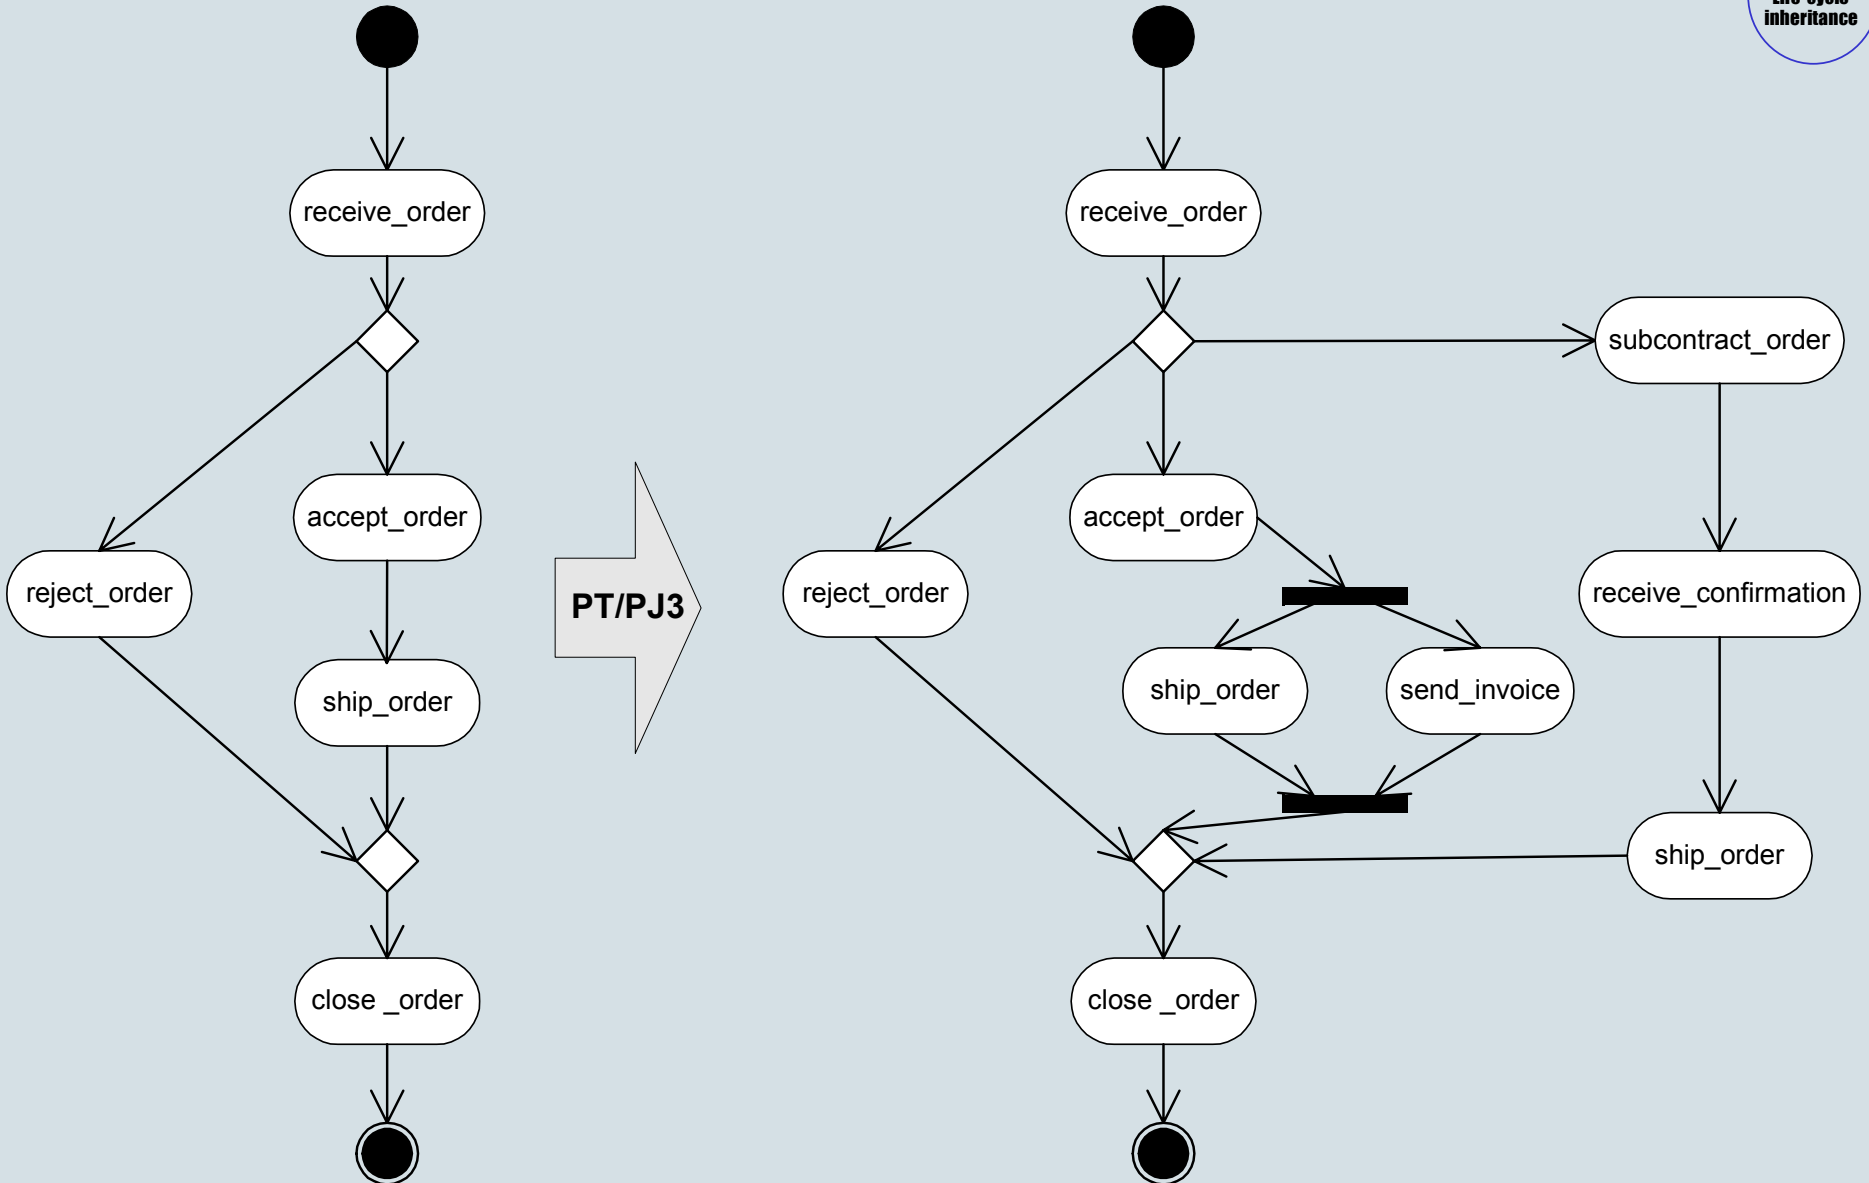 inheritance
receive_order
accept_order
reject_order
ship_order
close _order
PT/PJ3
receive_order
subcontract_order
accept_order
reject_order
receive_confirmation
ship_order
send_invoice
ship_order
close _order